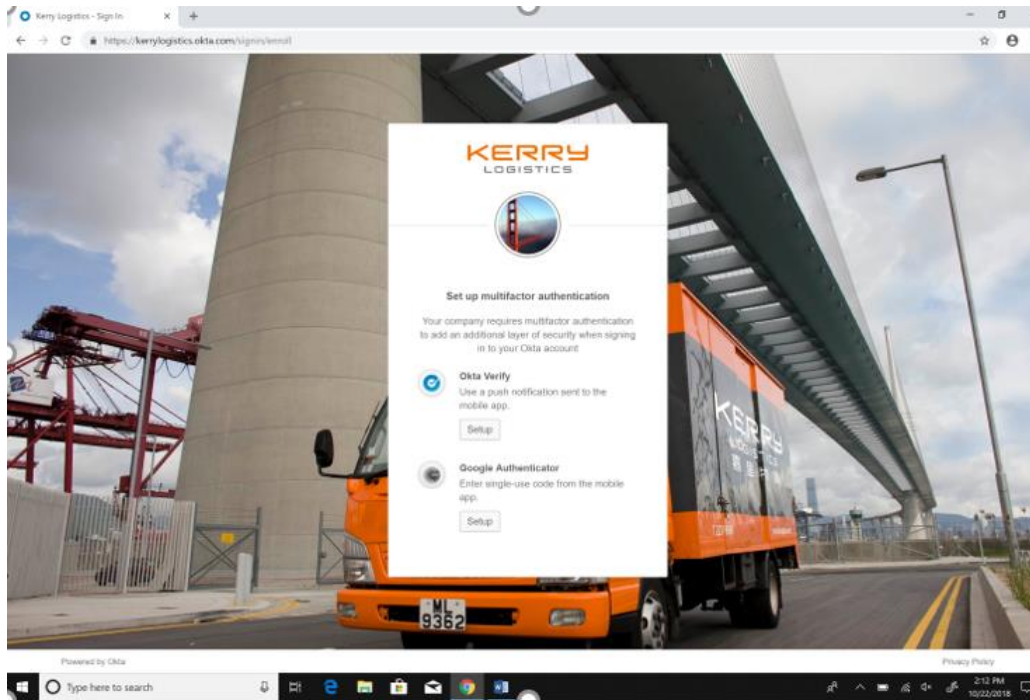 Kerry Logistics - Sign In
https://kerrylogistics.okta.com/signin/enroll
KERRY
LOGISTICS
Set up multifactor authentication
Your company requires multifactor authentication
to add an additional layer of security when signing
in to your Okta account
Okta Verify
Use a push notification sent to the
mobile app.
Setup
Google Authenticator
Enter single-use code from the mobile
app.
Setup
KERRY
LOGISTICS
ML
9362
Powered by Okta
Privacy Policy
Type here to search
2:12 PM
10/22/2018